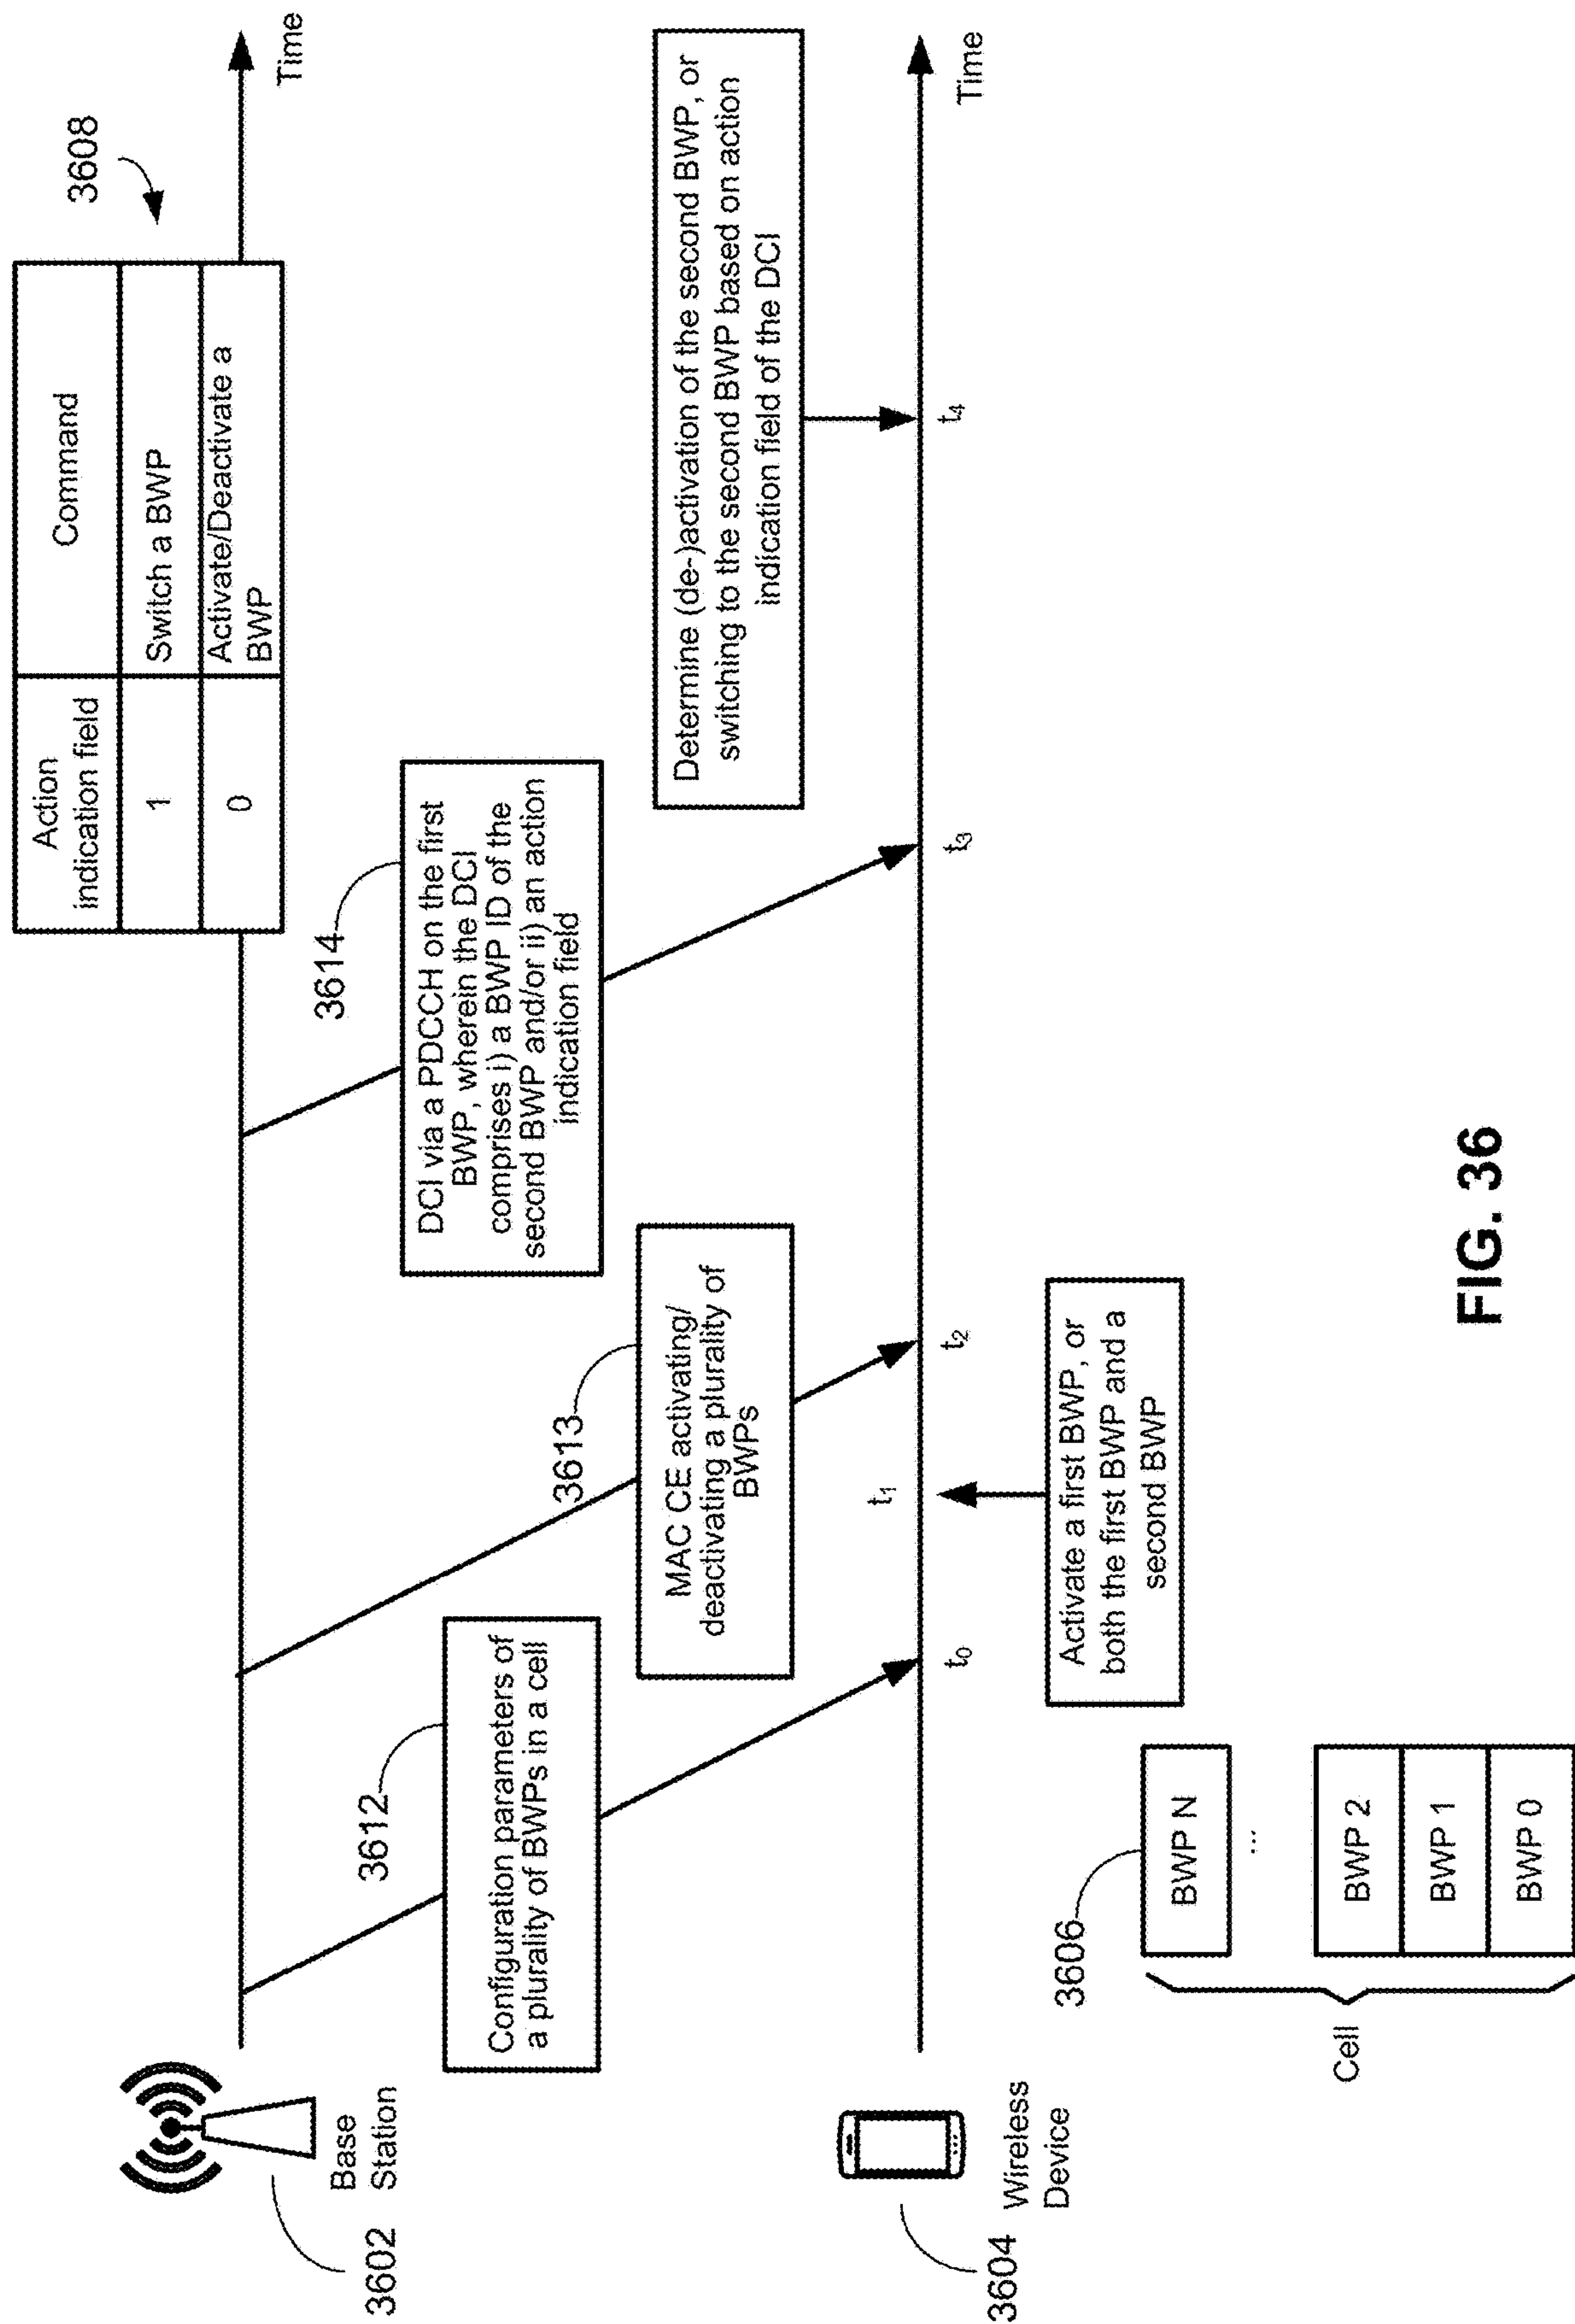 3608
Action
indication field
Command
1
Switch a BWP
0
Activate/Deactivate a
BWP
Time
3602
Base
Station
3612
Configuration parameters of
a plurality of BWPs in a cell
3613
MAC CE activating/
deactivating a plurality of
BWPs
3614
DCI via a PDCCH on the first
BWP, wherein the DCI
comprises i) a BWP ID of the
second BWP and/or ii) an action
indication field
Determine (de-)activation of the second BWP, or
switching to the second BWP based on action
indication field of the DCI
3604
Wireless
Device
t0
t1
t2
t3
t4
Time
Activate a first BWP, or
both the first BWP and a
second BWP
3606
Cell
BWP N
...
BWP 2
BWP 1
BWP 0
FIG. 36